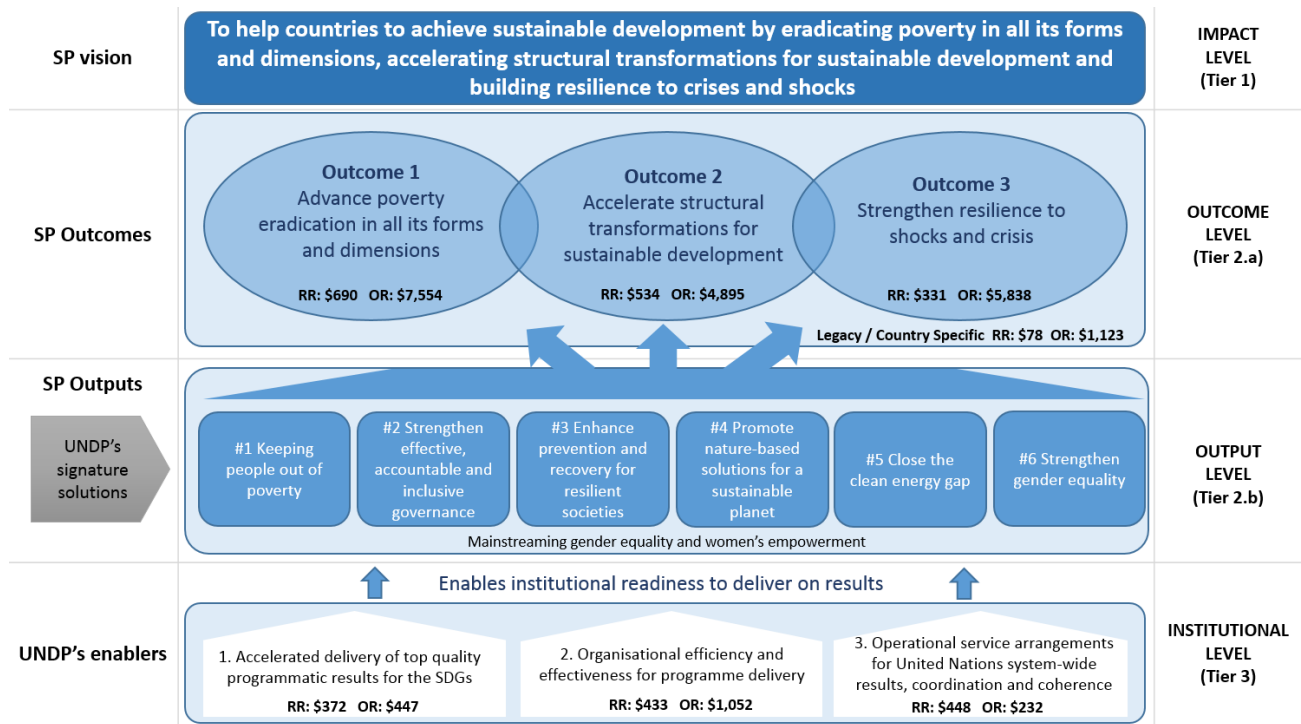 SP vision
To help countries to achieve sustainable development by eradicating poverty in all its forms
and dimensions, accelerating structural transformations for sustainable development and
building resilience to crises and shocks
IMPACT
LEVEL
(Tier 1)
SP Outcomes
Outcome 1
Advance poverty
eradication in all its forms
and dimensions
RR: $690 OR: $7,554
Outcome 2
Accelerate structural
transformations for
sustainable development
RR: $534 OR: $4,895
Outcome 3
Strengthen resilience to
shocks and crisis
RR: $331 OR: $5,838
Legacy / Country Specific RR: $78 OR: $1,123
OUTCOME
LEVEL
(Tier 2.a)
SP Outputs
UNDP's
signature
solutions
#1 Keeping
people out of
poverty
#2 Strengthen
effective,
accountable and
inclusive
governance
#3 Enhance
prevention and
recovery for
resilient
societies
#4 Promote
nature-based
solutions for a
sustainable
planet
#5 Close the
clean energy gap
#6 Strengthen
gender equality
Mainstreaming gender equality and women's empowerment
OUTPUT
LEVEL
(Tier 2.b)
Enables institutional readiness to deliver on results
UNDP's enablers
1. Accelerated delivery of top quality
programmatic results for the SDGs
RR: $372 OR: $447
2. Organisational efficiency and
effectiveness for programme delivery
RR: $433 OR: $1,052
3. Operational service arrangements
for United Nations system-wide
results, coordination and coherence
RR: $448 OR: $232
INSTITUTIONAL
LEVEL
(Tier 3)